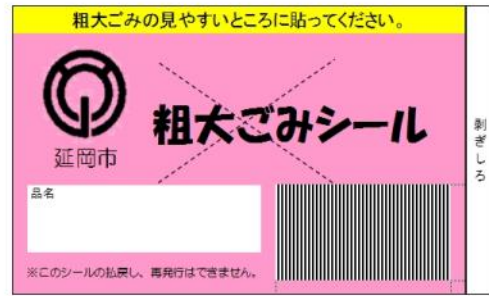 粗大ごみの見やすいところに貼ってください。
粗大ごみシール
延岡市
品名
※このシールの払戻し、再発行はできません。
剥ぎしろ